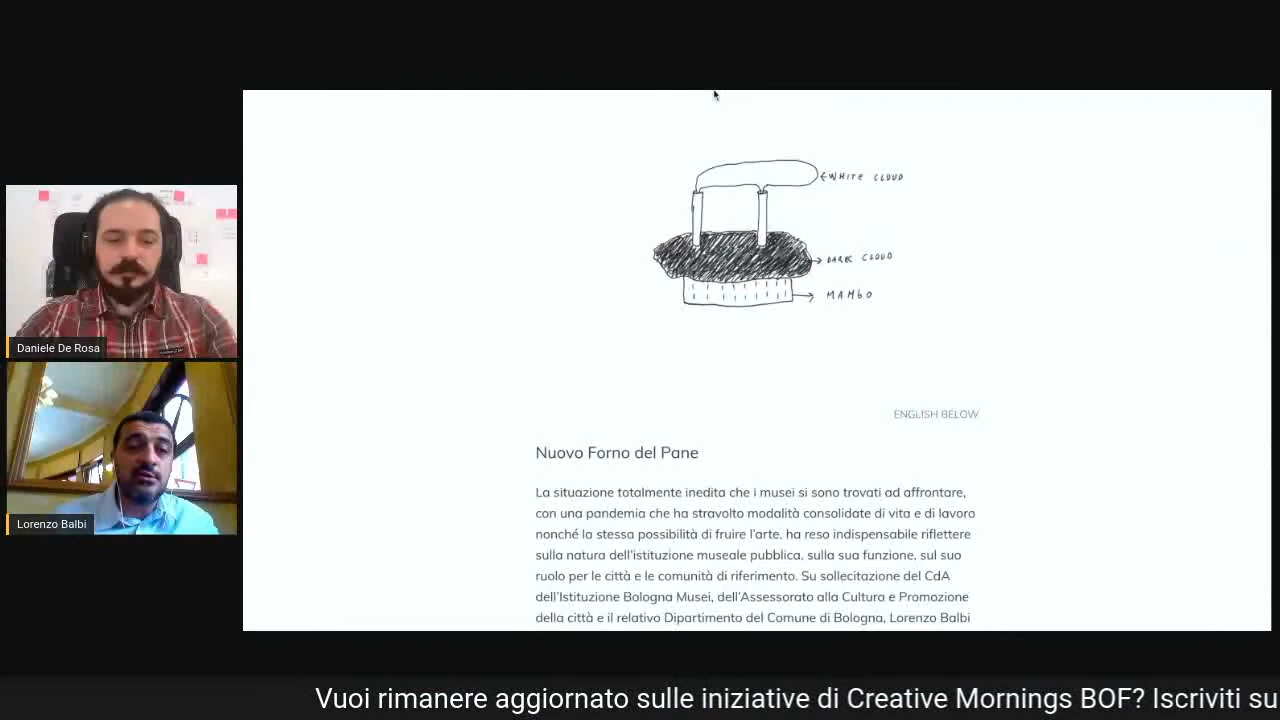 ←WHITE CLOUD
DARK CLOUD
MAMbO
Daniele De Rosa
Lorenzo Balbi
ENGLISH BELOW
Nuovo Forno del Pane
La situazione totalmente inedita che i musei si sono trovati ad affrontare,
con una pandemia che ha stravolto modalità consolidate di vita e di lavoro
nonché la stessa possibilità di fruire l'arte, ha reso indispensabile riflettere
sulla natura dell'istituzione museale pubblica, sulla sua funzione, sul suo
ruolo per le città e le comunità di riferimento. Su sollecitazione del CdA
dell'Istituzione Bologna Musei, dell'Assessorato alla Cultura e Promozione
della città e il relativo Dipartimento del Comune di Bologna, Lorenzo Balbi
Vuoi rimanere aggiornato sulle iniziative di Creative Mornings BOF? Iscriviti su